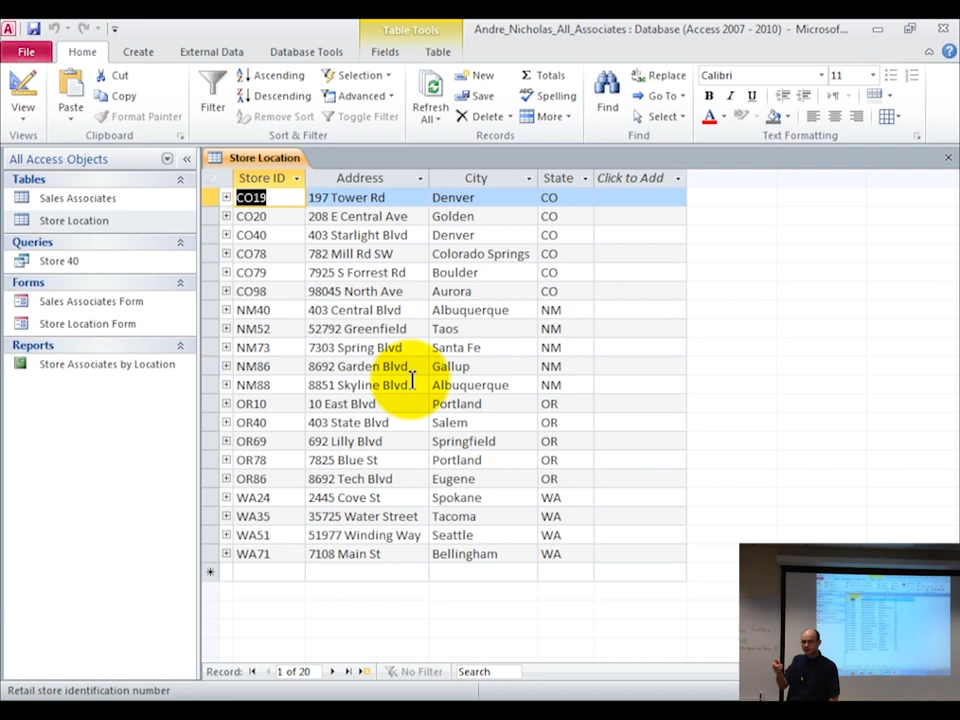 A Table Tools Andre_Nicholas_All_Associates : Database (Access 2007 - 2010) - Microsof...
File Home Create External Data Database Tools Fields Table
View Paste Cut Copy Format Painter Filter Ascending Descending Remove Sort Selection Advanced Toggle Filter Refresh All New Save Delete Totals Spelling More Find Replace Go To Select Calibri 11
B I U A
Views Clipboard Sort & Filter Records Find Text Formatting
All Access Objects Store Location
Tables Store ID Address City State Click to Add
Sales Associates CO19 197 Tower Rd Denver CO
Store Location CO20 208 E Central Ave Golden CO
Queries CO40 403 Starlight Blvd Denver CO
Store 40 CO78 782 Mill Rd SW Colorado Springs CO
CO79 7925 S Forrest Rd Boulder CO
Forms CO98 98045 North Ave Aurora CO
Sales Associates Form NM40 403 Central Blvd Albuquerque NM
Store Location Form NM52 52792 Greenfield Taos NM
Reports NM73 7303 Spring Blvd Santa Fe NM
Store Associates by Location NM86 8692 Garden Blvd Gallup NM
NM88 8851 Skyline Blvd Albuquerque NM
OR10 10 East Blvd Portland OR
OR40 403 State Blvd Salem OR
OR69 692 Lilly Blvd Springfield OR
OR78 7825 Blue St Portland OR
OR86 8692 Tech Blvd Eugene OR
WA24 2445 Cove St Spokane WA
WA35 35725 Water Street Tacoma WA
WA51 51977 Winding Way Seattle WA
WA71 7108 Main St Bellingham WA
Record: 1 of 20 No Filter Search
Retail store identification number